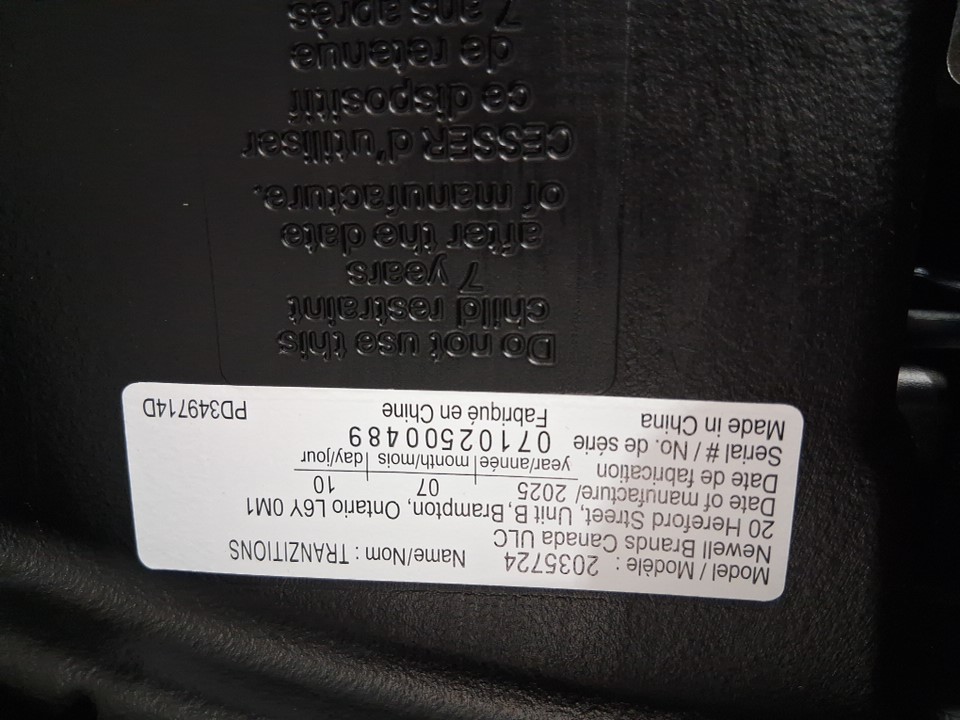 Model / Modèle : 2035724 Name/Nom : TRANZITIONS
Newell Brands Canada ULC
20 Hereford Street, Unit B, Brampton, Ontario L6Y 0M1
Date of manufacture/ 2025 07 10
Date de fabrication year/année month/mois day/jour
Serial # / No. de série 07102500489
Made in China Fabriqué en Chine PD349714D
Do not use this
child restraint
7 years
after the date
of manufacture.
CESSER d'utiliser
ce dispositif
de retenue
7 ans après